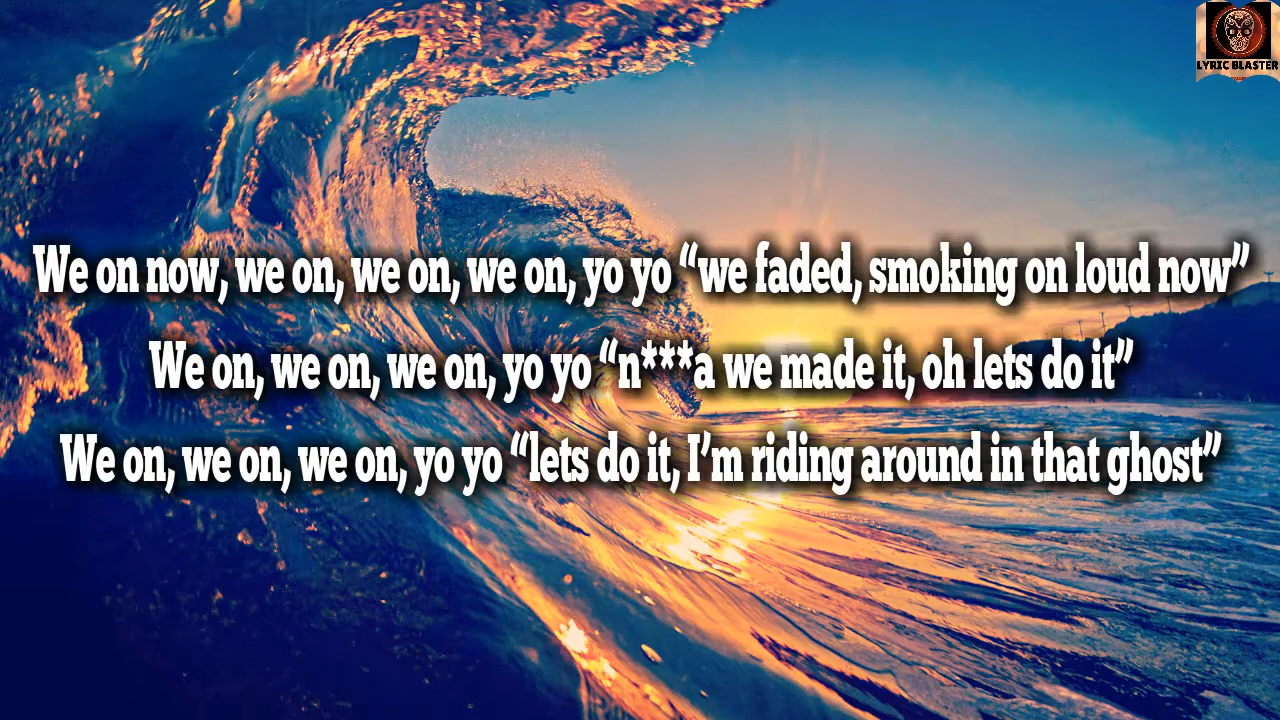 LYRIC BLASTER
We on now, we on, we on, we on, yo yo “we faded, smoking on loud now”
We on, we on, we on, yo yo “n***a we made it, oh lets do it”
We on, we on, we on, yo yo “lets do it, I’m riding around in that ghost”